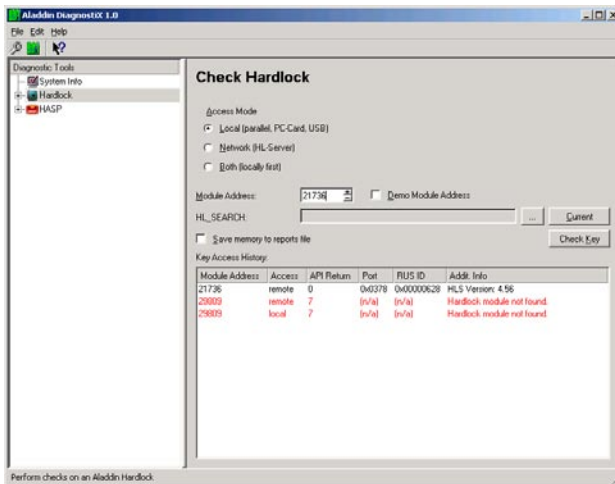 Aladdin DiagnostiX 1.0
File Edit Help
Diagnostic Tools
System Info
Hardlock
HASP
Check Hardlock
Access Mode
Local (parallel, PC-Card, USB)
Network (HL-Server)
Both (locally first)
Module Address: 21736 Demo Module Address
HL_SEARCH: ... Current
Save memory to reports file Check Key
Key Access History:
Module Address Access API Return Port RUS ID Addit. Info
21736 remote 0 0x0378 0x00000628 HLS Version: 4.56
29809 remote 7 (n/a) (n/a) Hardlock module not found.
29809 local 7 (n/a) (n/a) Hardlock module not found.
Perform checks on an Aladdin Hardlock